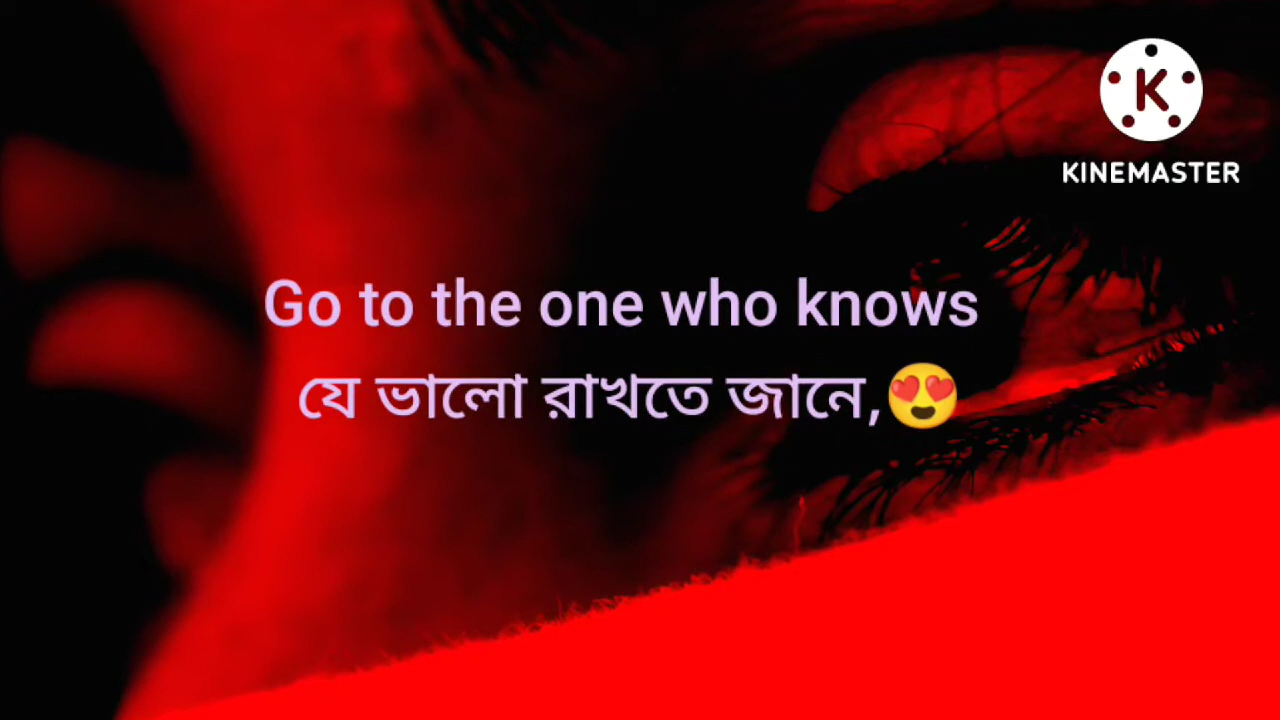 K
KINEMASTER
Go to the one who knows
যে ভালো রাখতে জানে,😍